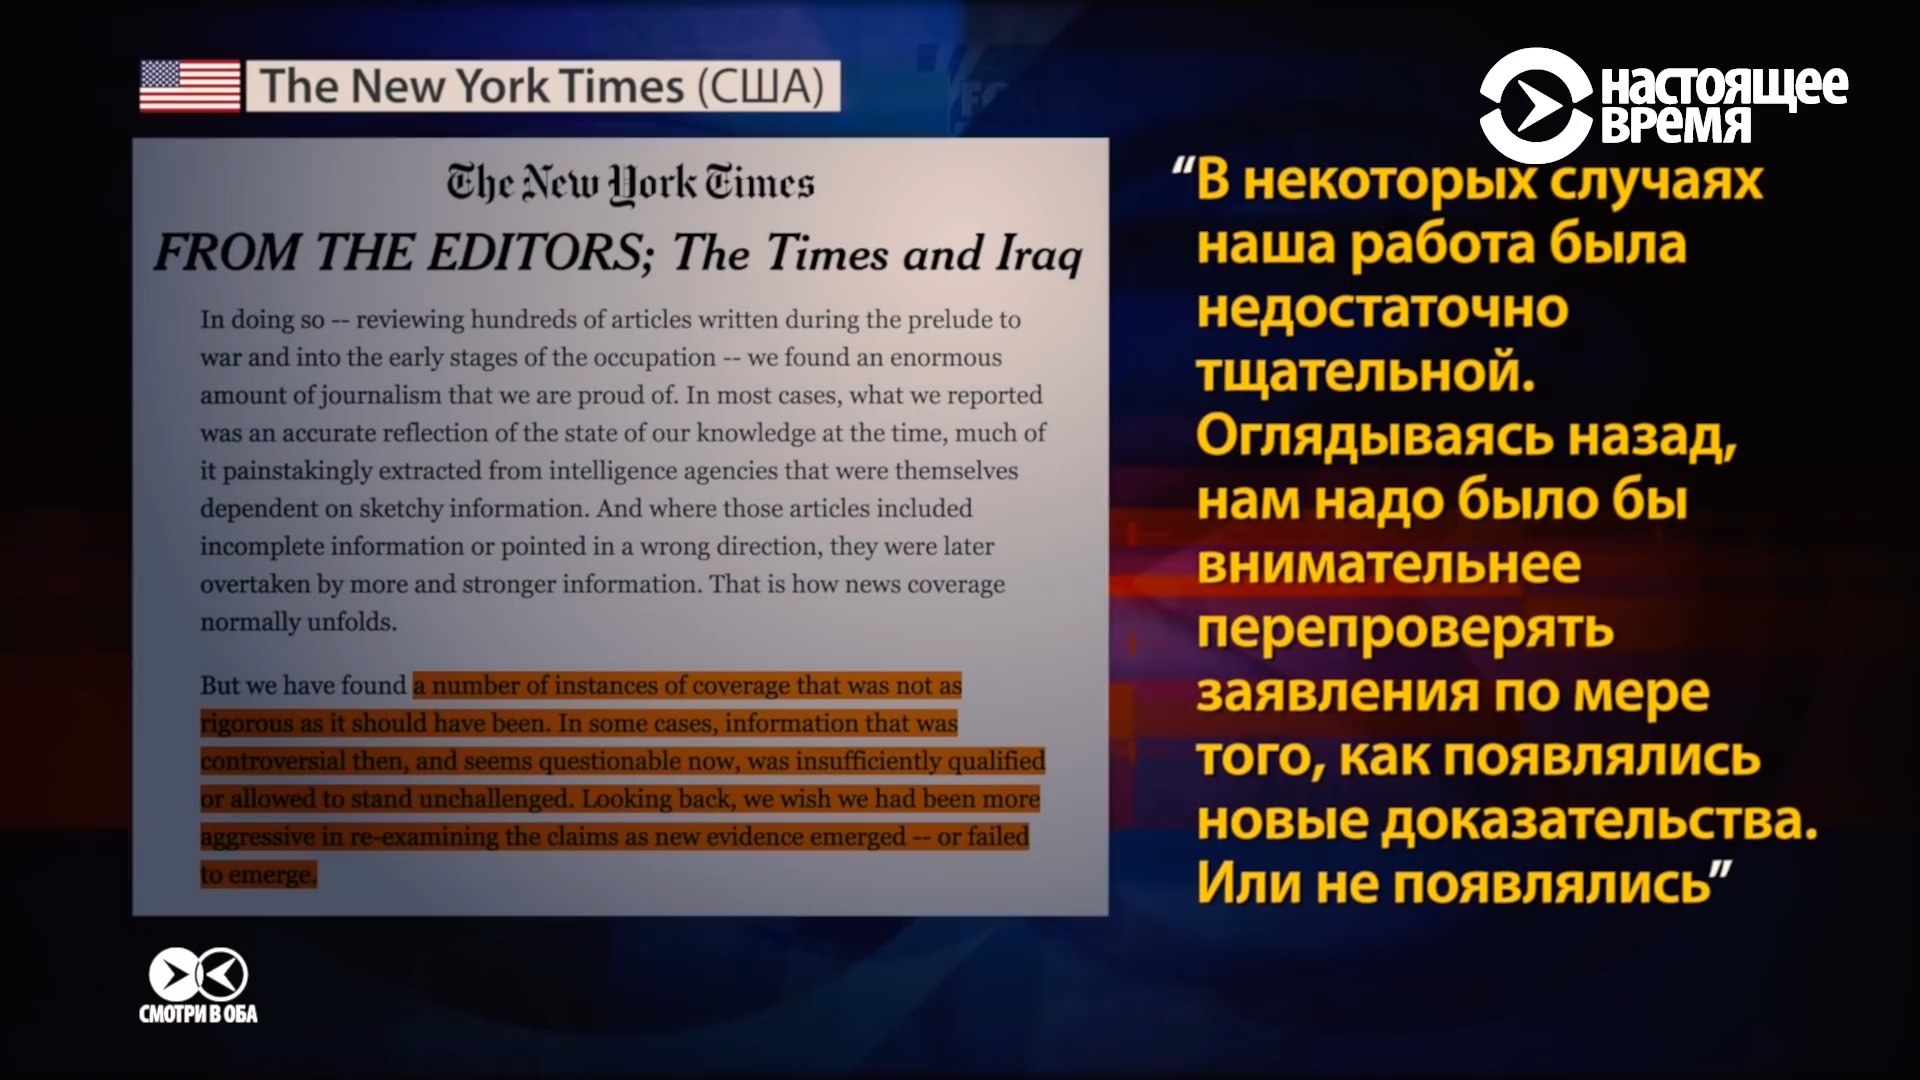 The New York Times (США)
НАСТОЯЩЕЕ
ВРЕМЯ
The New York Times
FROM THE EDITORS; The Times and Iraq
In doing so -- reviewing hundreds of articles written during the prelude to
war and into the early stages of the occupation -- we found an enormous
amount of journalism that we are proud of. In most cases, what we reported
was an accurate reflection of the state of our knowledge at the time, much of
it painstakingly extracted from intelligence agencies that were themselves
dependent on sketchy information. And where those articles included
incomplete information or pointed in a wrong direction, they were later
overtaken by more and stronger information. That is how news coverage
normally unfolds.
But we have found a number of instances of coverage that was not as
rigorous as it should have been. In some cases, information that was
controversial then, and seems questionable now, was insufficiently qualified
or allowed to stand unchallenged. Looking back, we wish we had been more
aggressive in re-examining the claims as new evidence emerged -- or failed
to emerge.
“В некоторых случаях
наша работа была
недостаточно
тщательной.
Оглядываясь назад,
нам надо было бы
внимательнее
перепроверять
заявления по мере
того, как появлялись
новые доказательства.
Или не появлялись”
СМОТРИ В ОБА